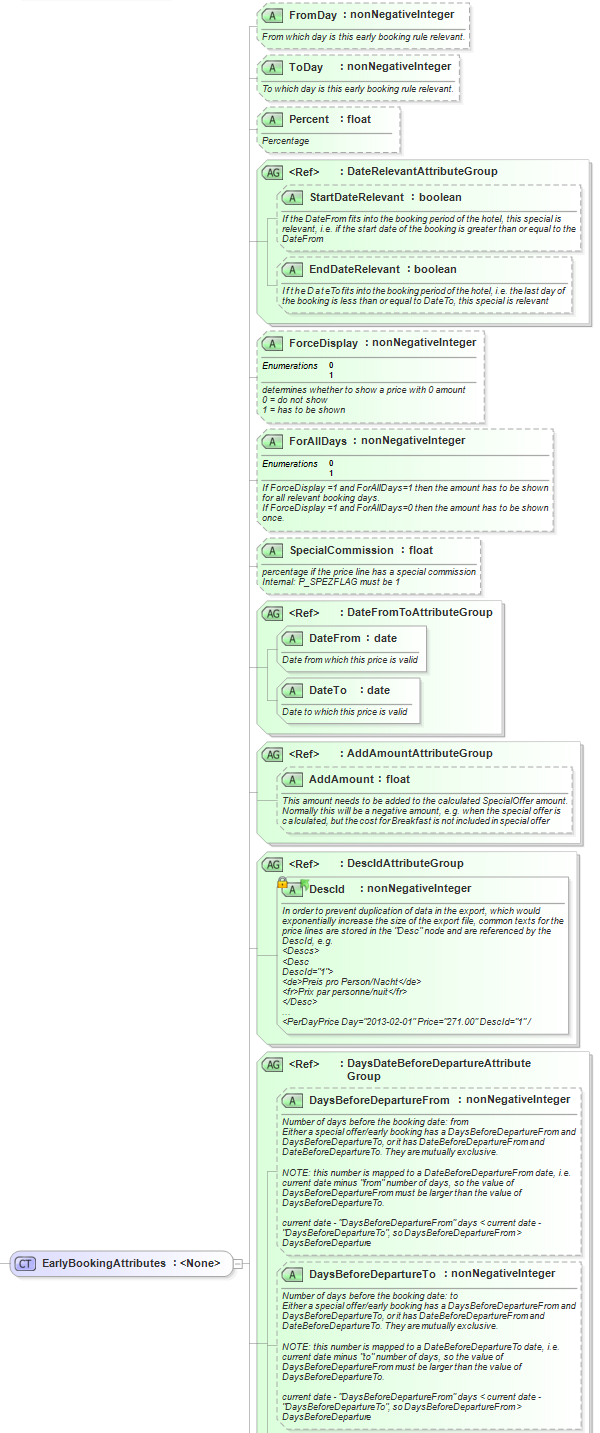 A FromDay : nonNegativeInteger
From which day is this early booking rule relevant.
A ToDay : nonNegativeInteger
To which day is this early booking rule relevant.
A Percent : float
Percentage
AG <Ref> : DateRelevantAttributeGroup
A StartDateRelevant : boolean
If the DateFrom fits into the booking period of the hotel, this special is
relevant, i.e. if the start date of the booking is greater than or equal to the
DateFrom
A EndDateRelevant : boolean
If the DateTo fits into the booking period of the hotel, i.e. the last day of
the booking is less than or equal to DateTo, this special is relevant
A ForceDisplay : nonNegativeInteger
Enumerations 0
1
determines whether to show a price with 0 amount
0 = do not show
1 = has to be shown
A ForAllDays : nonNegativeInteger
Enumerations 0
1
If ForceDisplay =1 and ForAllDays=1 then the amount has to be shown
for all relevant booking days.
If ForceDisplay =1 and ForAllDays=0 then the amount has to be shown
once.
A SpecialCommission : float
percentage if the price line has a special commission
Internal: P_SPEZFLAG must be 1
AG <Ref> : DateFromToAttributeGroup
A DateFrom : date
Date from which this price is valid
A DateTo : date
Date to which this price is valid
AG <Ref> : AddAmountAttributeGroup
A AddAmount : float
This amount needs to be added to the calculated SpecialOffer amount.
Normally this will be a negative amount, e.g. when the special offer is
calculated, but the cost for Breakfast is not included in special offer
AG <Ref> : DescIdAttributeGroup
A DescId : nonNegativeInteger
In order to prevent duplication of data in the export, which would
exponentially increase the size of the export file, common texts for the
price lines are stored in the "Desc" node and are referenced by the
DescId, e.g.
<Descs>
<Desc
DescId="1">
<de>Preis pro Person/Nacht</de>
<fr>Prix par personne/nuit</fr>
</Desc>
...
<PerDayPrice Day="2013-02-01" Price="271.00" DescId="1" /
AG <Ref> : DaysDateBeforeDepartureAttribute
Group
A DaysBeforeDepartureFrom : nonNegativeInteger
Number of days before the booking date: from
Either a special offer/early booking has a DaysBeforeDepartureFrom and
DaysBeforeDepartureTo, or it has DateBeforeDepartureFrom and
DateBeforeDepartureTo. They are mutually exclusive.
NOTE: this number is mapped to a DateBeforeDepartureFrom date, i.e.
current date minus "from" number of days, so the value of
DaysBeforeDepartureFrom must be larger than the value of
DaysBeforeDepartureTo.
current date - "DaysBeforeDepartureFrom" days < current date -
"DaysBeforeDepartureTo", so DaysBeforeDepartureFrom >
DaysBeforeDeparture
CT EarlyBookingAttributes : <None>
A DaysBeforeDepartureTo : nonNegativeInteger
Number of days before the booking date: to
Either a special offer/early booking has a DaysBeforeDepartureFrom and
DaysBeforeDepartureTo, or it has DateBeforeDepartureFrom and
DateBeforeDepartureTo. They are mutually exclusive.
NOTE: this number is mapped to a DateBeforeDepartureTo date, i.e.
current date minus "to" number of days, so the value of
DaysBeforeDepartureFrom must be larger than the value of
DaysBeforeDepartureTo.
current date - "DaysBeforeDepartureFrom" days < current date -
"DaysBeforeDepartureTo", so DaysBeforeDepartureFrom >
DaysBeforeDeparture